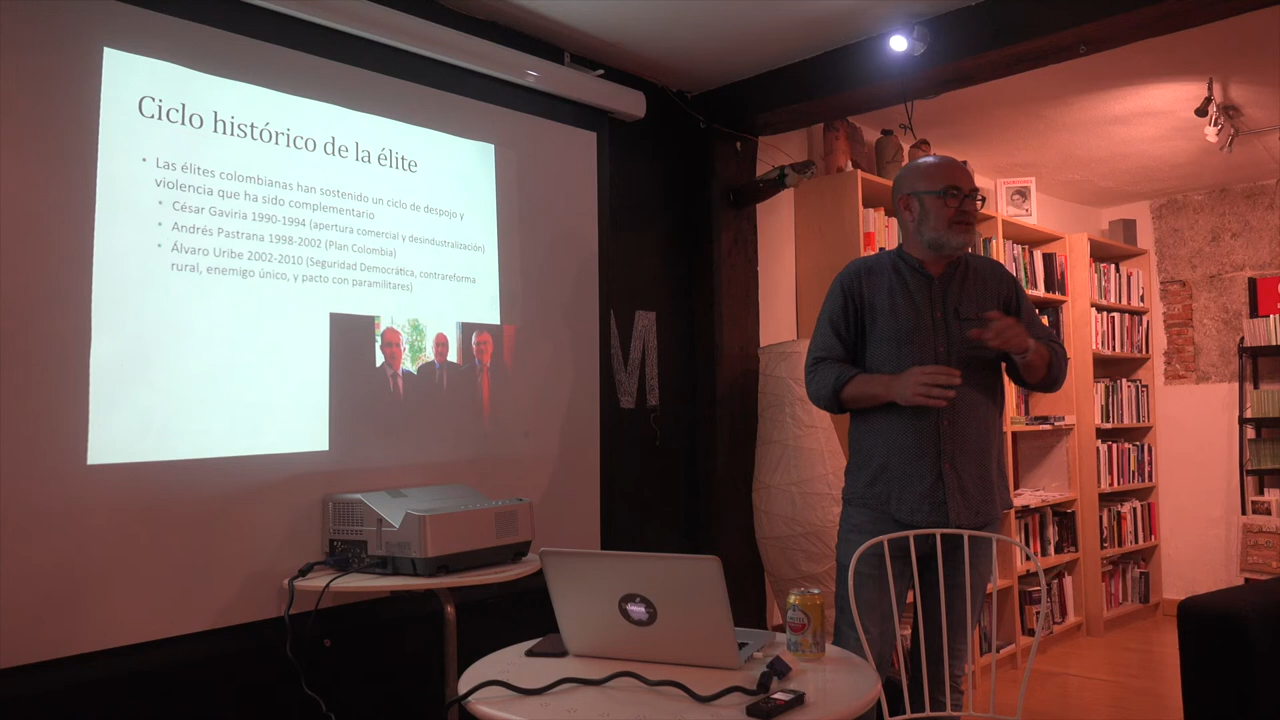 Ciclo histórico de la élite
• Las élites colombianas han sostenido un ciclo de despojo y
violencia que ha sido complementario
• César Gaviria 1990-1994 (apertura comercial y desindustralización)
• Andrés Pastrana 1998-2002 (Plan Colombia)
• Álvaro Uribe 2002-2010 (Seguridad Democrática, contrareforma
rural, enemigo único, y pacto con paramilitares)
M
ESCRITORES